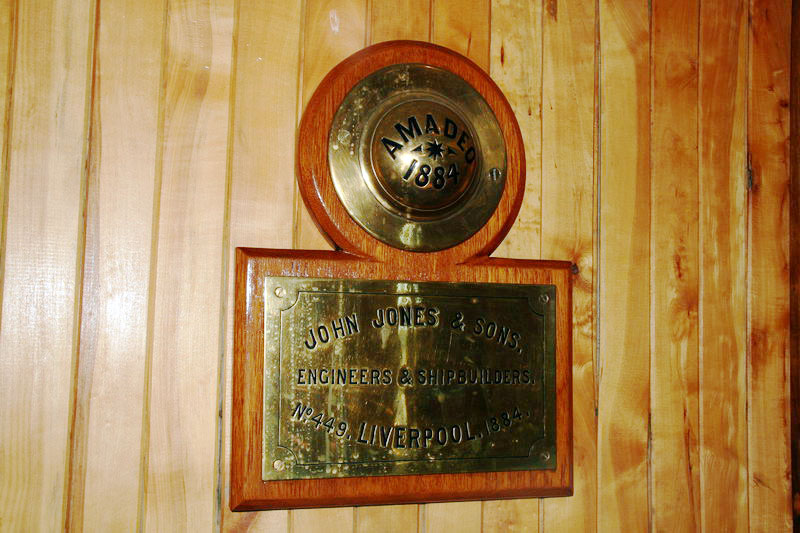 AMADEO
1884
JOHN JONES & SONS,
ENGINEERS & SHIPBUILDERS,
No 449. LIVERPOOL. 1884.